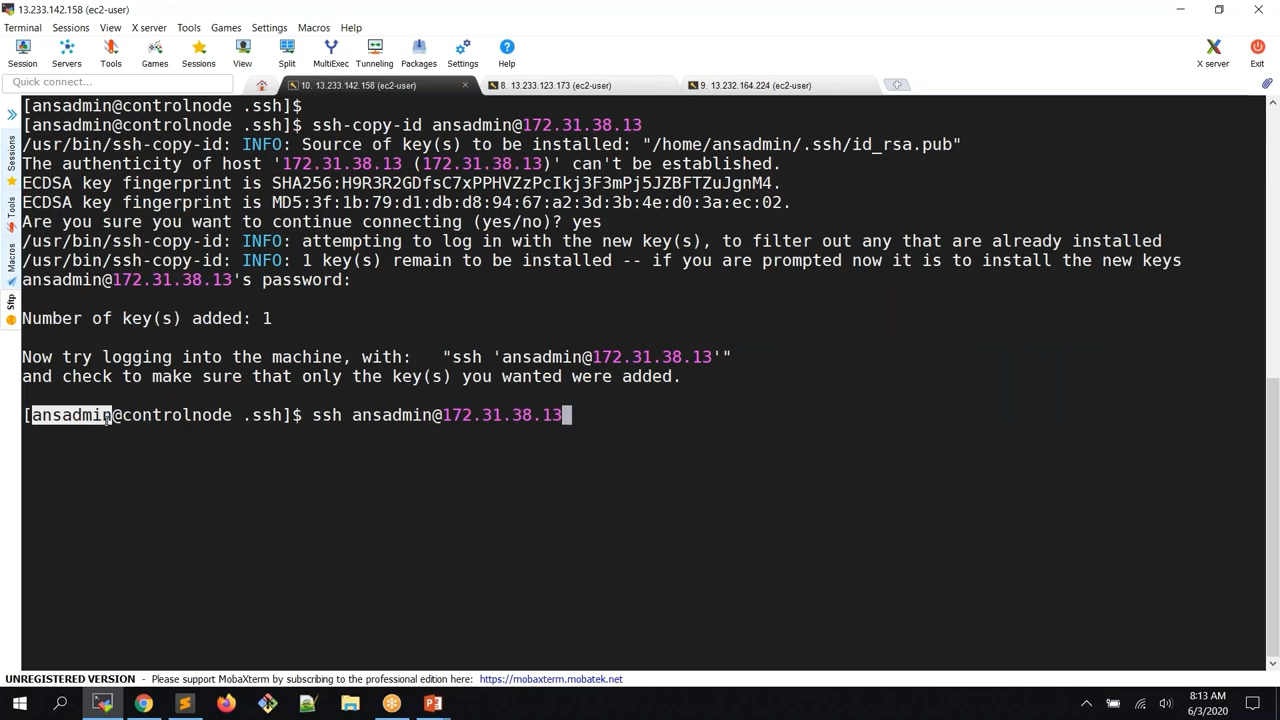 13.233.142.158 (ec2-user)
Terminal Sessions View X server Tools Games Settings Macros Help
Session Servers Tools Games Sessions View Split MultiExec Tunneling Packages Settings Help X server Exit
Quick connect...
10. 13.233.142.158 (ec2-user) 8. 13.233.123.173 (ec2-user) 9. 13.232.164.224 (ec2-user)
Sessions
Tools
Macros
Sftp
[ansadmin@controlnode .ssh]$
[ansadmin@controlnode .ssh]$ ssh-copy-id ansadmin@172.31.38.13
/usr/bin/ssh-copy-id: INFO: Source of key(s) to be installed: "/home/ansadmin/.ssh/id_rsa.pub"
The authenticity of host '172.31.38.13 (172.31.38.13)' can't be established.
ECDSA key fingerprint is SHA256:H9R3R2GDfsC7xPPHVZzPcIkj3F3mPj5JZBFTZuJgnM4.
ECDSA key fingerprint is MD5:3f:1b:79:d1:db:d8:94:67:a2:3d:3b:4e:d0:3a:ec:02.
Are you sure you want to continue connecting (yes/no)? yes
/usr/bin/ssh-copy-id: INFO: attempting to log in with the new key(s), to filter out any that are already installed
/usr/bin/ssh-copy-id: INFO: 1 key(s) remain to be installed -- if you are prompted now it is to install the new keys
ansadmin@172.31.38.13's password:
Number of key(s) added: 1
Now try logging into the machine, with:   "ssh 'ansadmin@172.31.38.13'"
and check to make sure that only the key(s) you wanted were added.
[ansadmin@controlnode .ssh]$ ssh ansadmin@172.31.38.13
UNREGISTERED VERSION - Please support MobaXterm by subscribing to the professional edition here: https://mobaxterm.mobatek.net
8:13 AM
6/3/2020